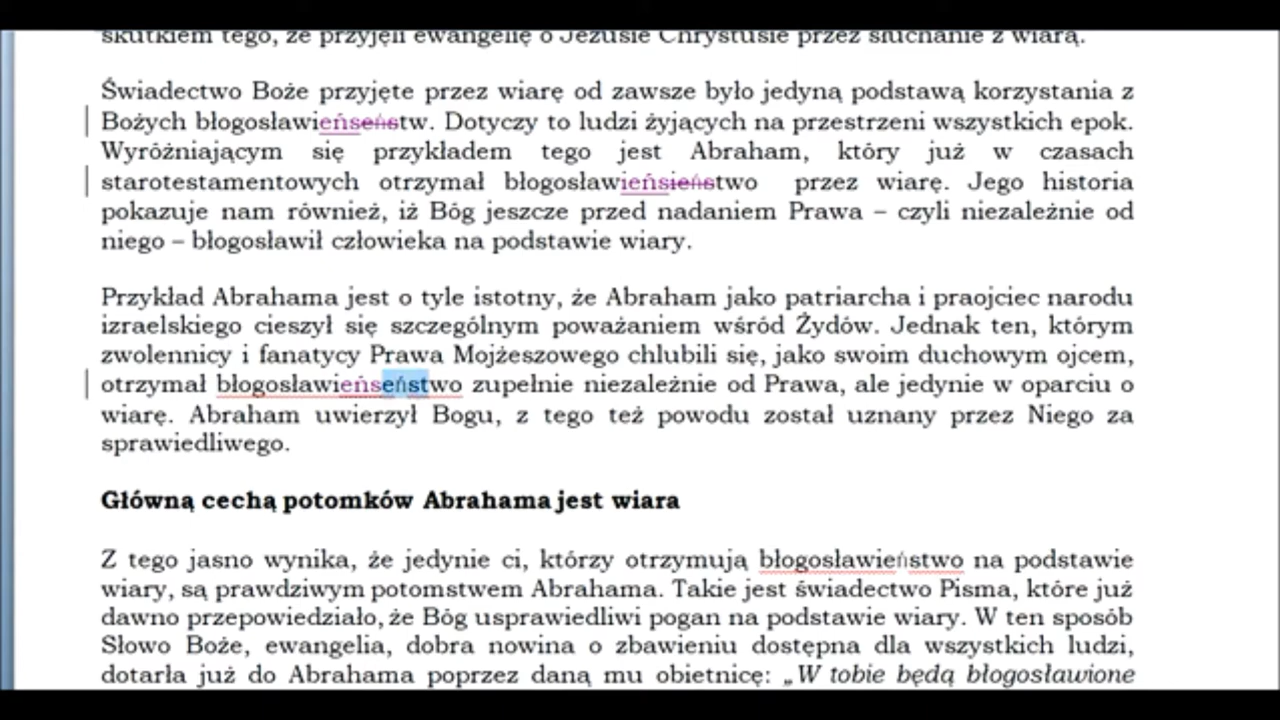 skutkiem tego, że przyjęli ewangelię o Jezusie Chrystusie przez słuchanie z wiarą.
Świadectwo Boże przyjęte przez wiarę od zawsze było jedyną podstawą korzystania z
Bożych błogosławieńseństw. Dotyczy to ludzi żyjących na przestrzeni wszystkich epok.
Wyróżniającym się przykładem tego jest Abraham, który już w czasach
starotestamentowych otrzymał błogosławieńsieństwo przez wiarę. Jego historia
pokazuje nam również, iż Bóg jeszcze przed nadaniem Prawa – czyli niezależnie od
niego – błogosławił człowieka na podstawie wiary.
Przykład Abrahama jest o tyle istotny, że Abraham jako patriarcha i praojciec narodu
izraelskiego cieszył się szczególnym poważaniem wśród Żydów. Jednak ten, którym
zwolennicy i fanatycy Prawa Mojżeszowego chlubili się, jako swoim duchowym ojcem,
otrzymał błogosławieńseństwo zupełnie niezależnie od Prawa, ale jedynie w oparciu o
wiarę. Abraham uwierzył Bogu, z tego też powodu został uznany przez Niego za
sprawiedliwego.
Główną cechą potomków Abrahama jest wiara
Z tego jasno wynika, że jedynie ci, którzy otrzymują błogosławieństwo na podstawie
wiary, są prawdziwym potomstwem Abrahama. Takie jest świadectwo Pisma, które już
dawno przepowiedziało, że Bóg usprawiedliwi pogan na podstawie wiary. W ten sposób
Słowo Boże, ewangelia, dobra nowina o zbawieniu dostępna dla wszystkich ludzi,
dotarła już do Abrahama poprzez daną mu obietnicę: „W tobie będą błogosławione